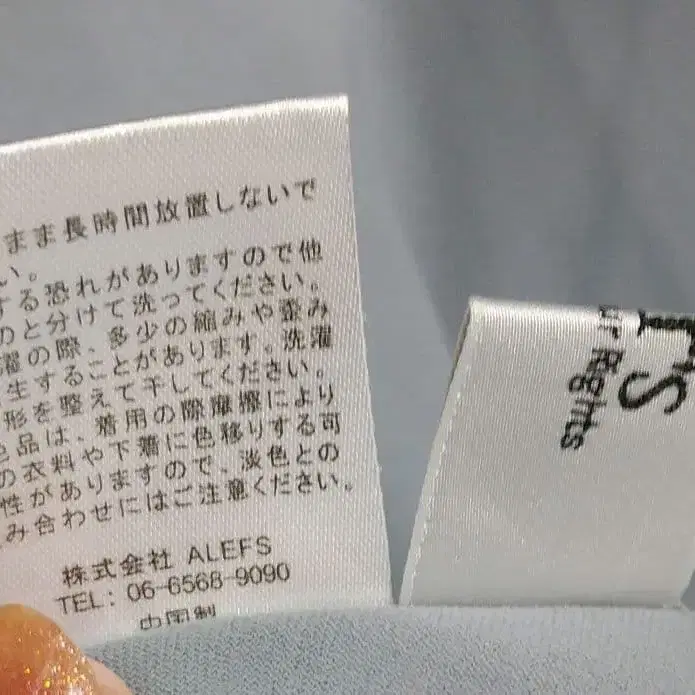 まま長時間放置しないで
い。
する恐れがありますので他
のと分けて洗ってください。
濯の際、多少の縮みや歪み
生することがあります。洗濯
形を整えて干してください。
色品は、着用の際摩擦により
の衣料や下着に色移りする可
性がありますので、淡色との
み合わせにはご注意ください。
株式会社 ALEFS
TEL: 06-6568-9090
中国製
Rights